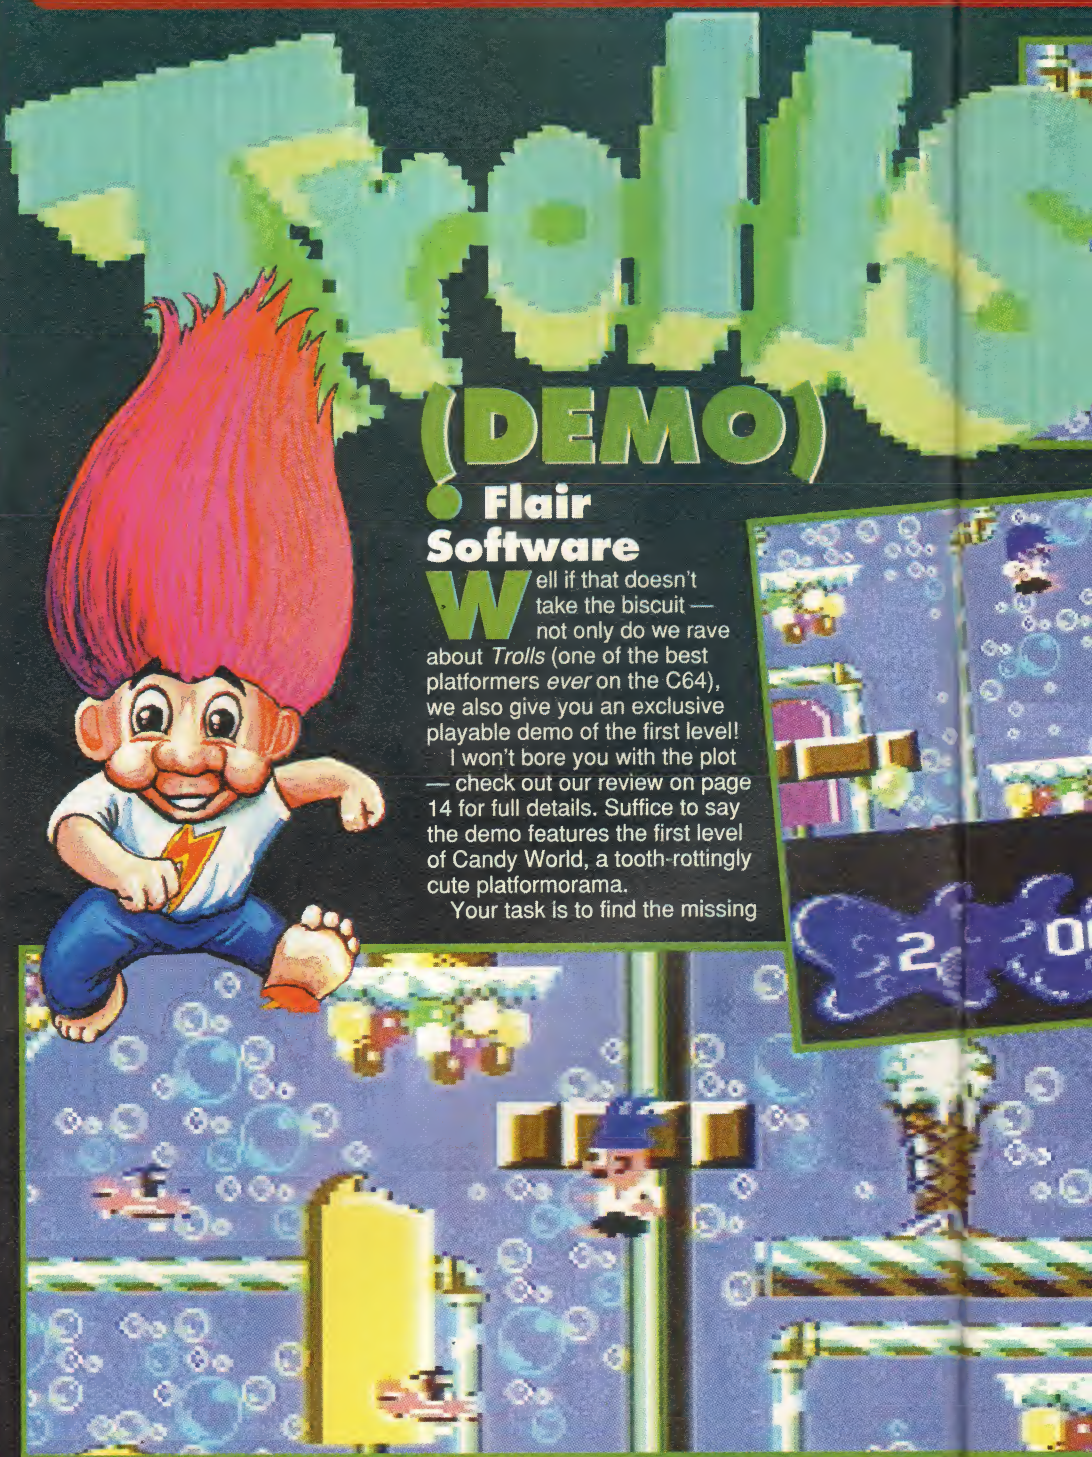 Trolls
(DEMO)
● Flair
Software
Well if that doesn't
take the biscuit —
not only do we rave
about Trolls (one of the best
platformers ever on the C64),
we also give you an exclusive
playable demo of the first level!
I won't bore you with the plot
— check out our review on page
14 for full details. Suffice to say
the demo features the first level
of Candy World, a tooth-rottingly
cute platformorama.
Your task is to find the missing
2